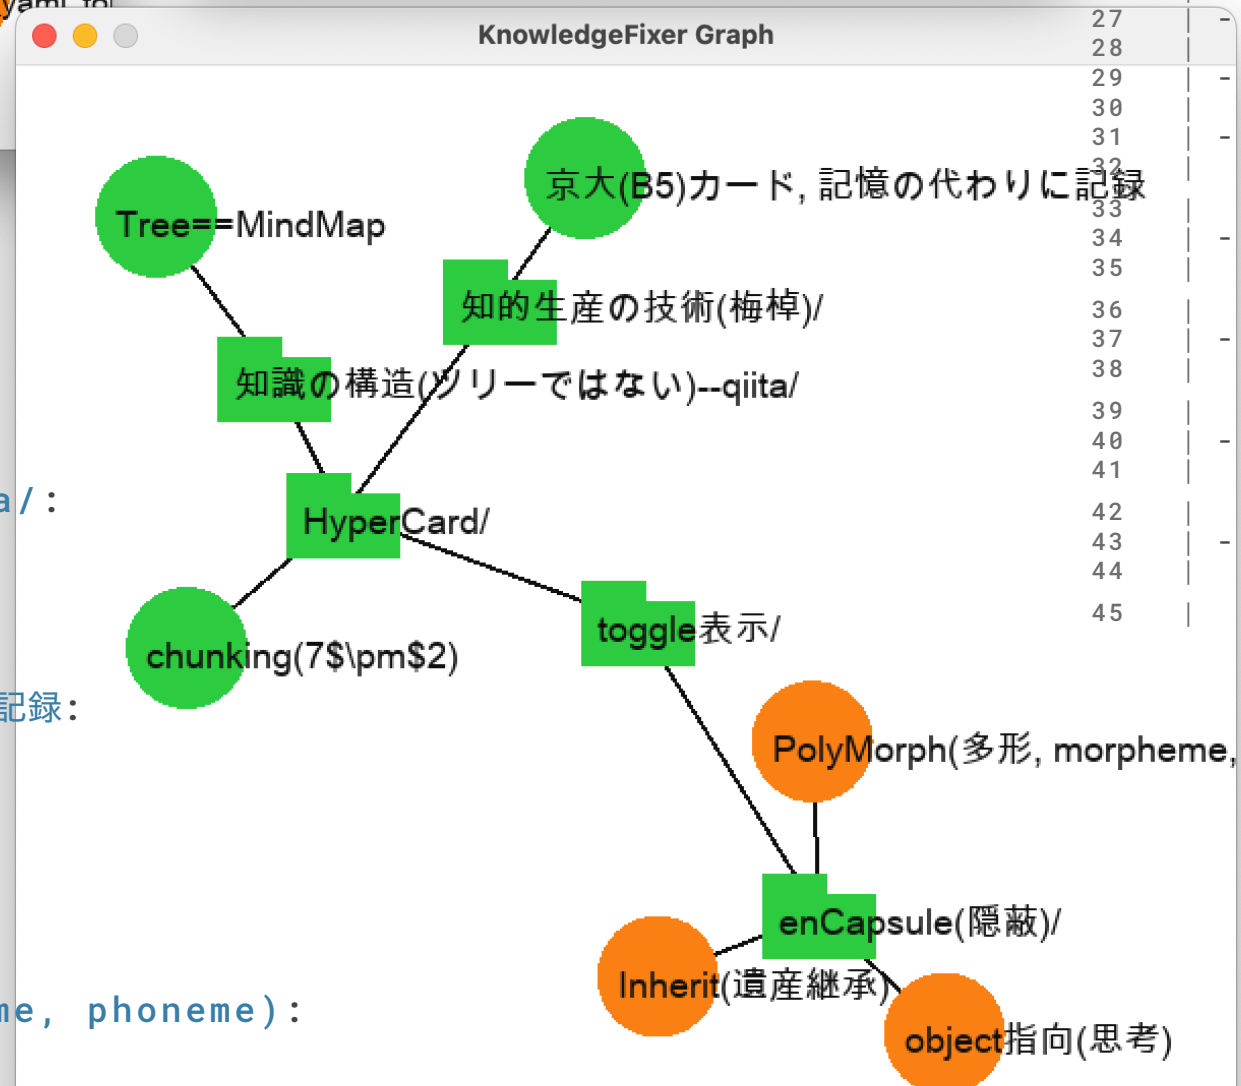 KnowledgeFixer Graph
京大(B5)カード, 記憶の代わりに記録
Tree==MindMap
知的生産の技術(梅棹)/
知識の構造(ツリーではない)--qiita/
a/:
HyperCard/
toggle表示/
chunking(7$\pm$2)
記録:
PolyMorph(多形, morpheme,
enCapsule(隠蔽)/
Inherit(遺産継承)
me, phoneme):
object指向(思考)
27 | -
28 |
29 | -
30 |
31 | -
32 |
33 |
34 | -
35 |
36 |
37 | -
38 |
39 |
40 | -
41 |
42 |
43 | -
44 |
45 |